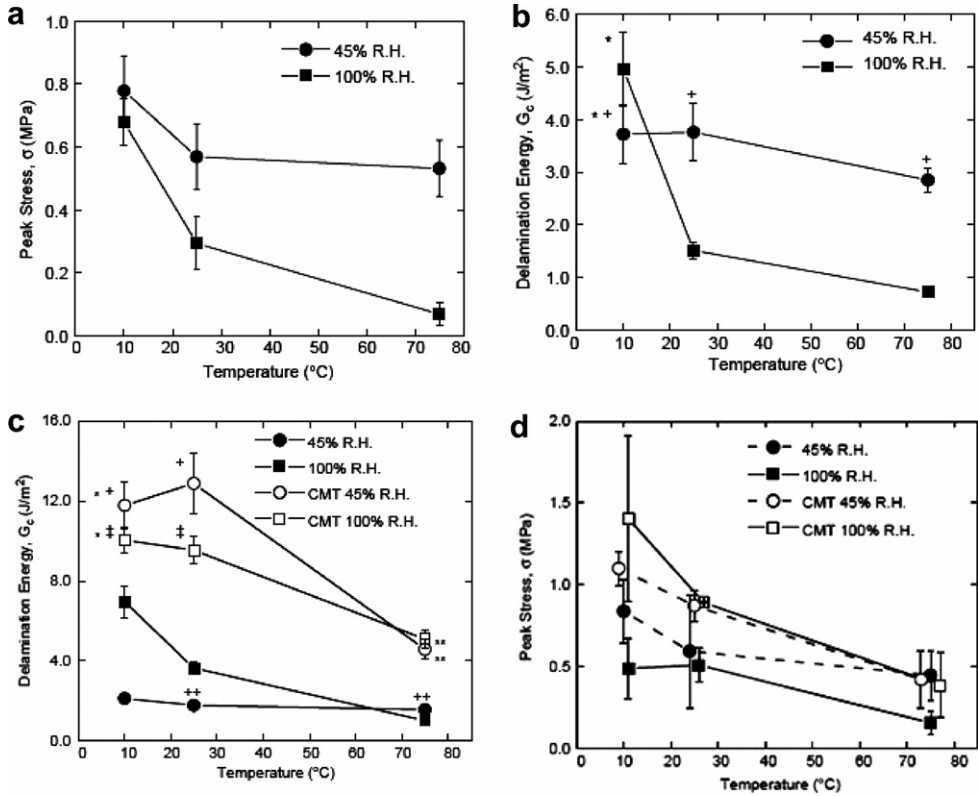 a
Peak Stress, σ (MPa)
1.0
0.8
0.6
0.4
0.2
0.0
45% R.H.
100% R.H.
0 10 20 30 40 50 60 70 80
Temperature (°C)
b
Delamination Energy, Gc (J/m²)
6.0
5.0
4.0
3.0
2.0
1.0
0.0
45% R.H.
100% R.H.
*
* +
+
+
0 10 20 30 40 50 60 70 80
Temperature (°C)
c
Delamination Energy, Gc (J/m²)
16.0
12.0
8.0
4.0
0.0
45% R.H.
100% R.H.
CMT 45% R.H.
CMT 100% R.H.
* +
+
* ‡
‡
**
**
++
++
0 10 20 30 40 50 60 70 80
Temperature (°C)
d
Peak Stress, σ (MPa)
2.0
1.5
1.0
0.5
0.0
45% R.H.
100% R.H.
CMT 45% R.H.
CMT 100% R.H.
0 10 20 30 40 50 60 70 80
Temperature (°C)